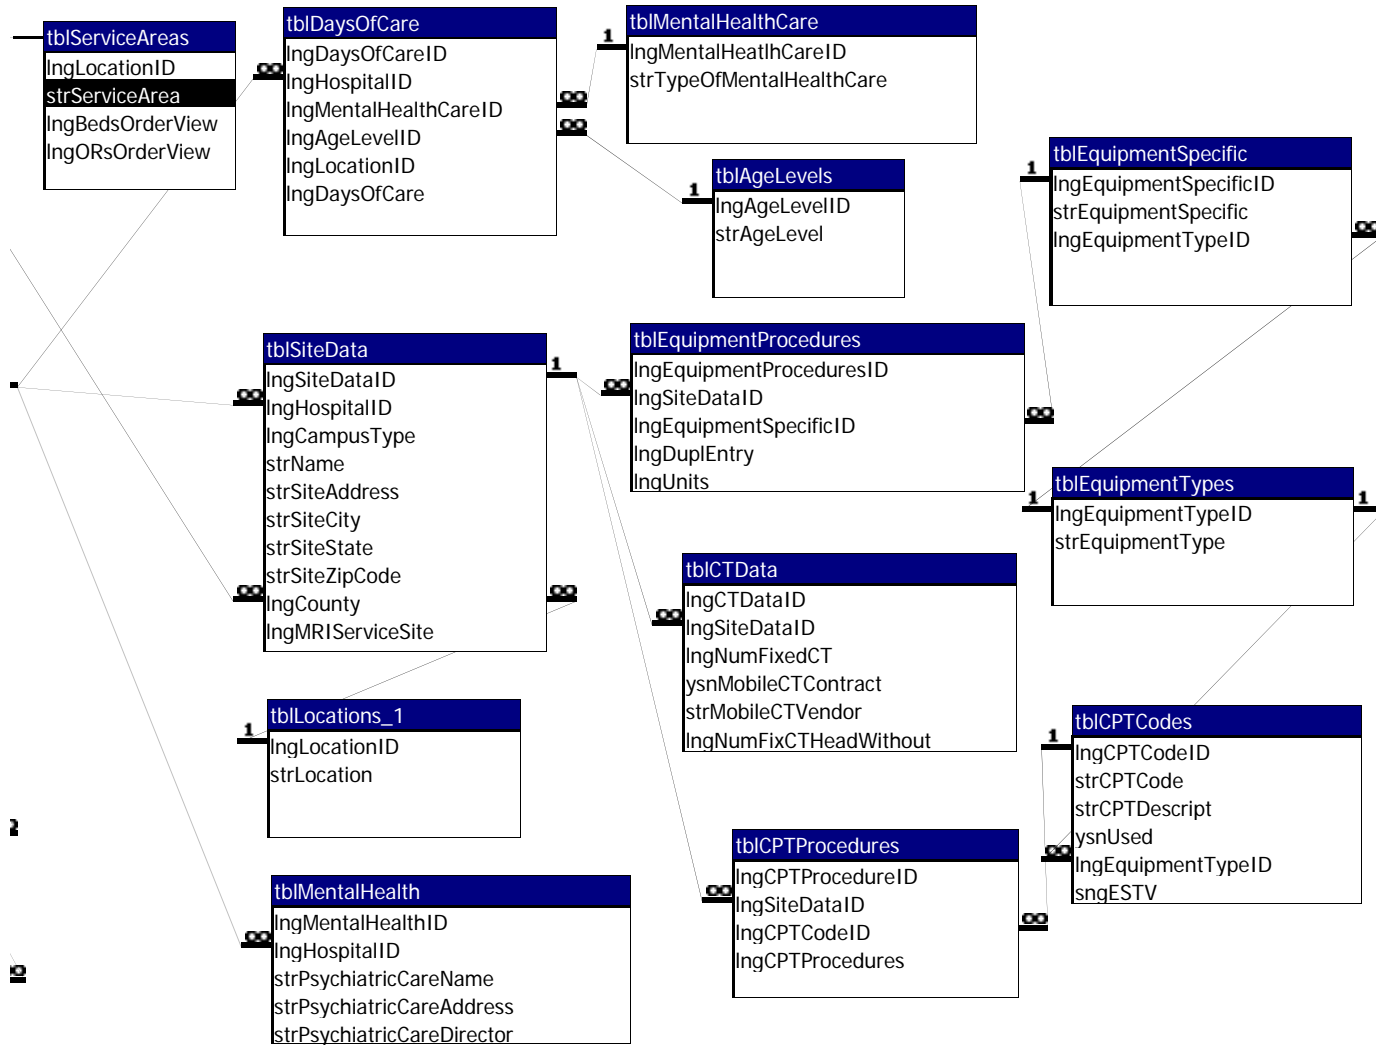 tblServiceAreas
lngLocationID
strServiceArea
lngBedsOrderView
lngORsOrderView
tblDaysOfCare
lngDaysOfCareID
lngHospitalID
lngMentalHealthCareID
lngAgeLevelID
lngLocationID
lngDaysOfCare
tblMentalHealthCare
lngMentalHeatlhCareID
strTypeOfMentalHealthCare
tblAgeLevels
lngAgeLevelID
strAgeLevel
tblEquipmentSpecific
lngEquipmentSpecificID
strEquipmentSpecific
lngEquipmentTypeID
tblSiteData
lngSiteDataID
lngHospitalID
lngCampusType
strName
strSiteAddress
strSiteCity
strSiteState
strSiteZipCode
lngCounty
lngMRIServiceSite
tblEquipmentProcedures
lngEquipmentProceduresID
lngSiteDataID
lngEquipmentSpecificID
lngDuplEntry
lngUnits
tblEquipmentTypes
lngEquipmentTypeID
strEquipmentType
tblCTData
lngCTDataID
lngSiteDataID
lngNumFixedCT
ysnMobileCTContract
strMobileCTVendor
lngNumFixCTHeadWithout
tblLocations_1
lngLocationID
strLocation
tblCPTCodes
lngCPTCodeID
strCPTCode
strCPTDescript
ysnUsed
lngEquipmentTypeID
sngESTV
tblCPTProcedures
lngCPTProcedureID
lngSiteDataID
lngCPTCodeID
lngCPTProcedures
tblMentalHealth
lngMentalHealthID
lngHospitalID
strPsychiatricCareName
strPsychiatricCareAddress
strPsychiatricCareDirector
∞
∞
∞
1
1
1
∞
∞
∞
1
∞
∞
1
1
∞
∞
1
1
∞
∞
∞
∞